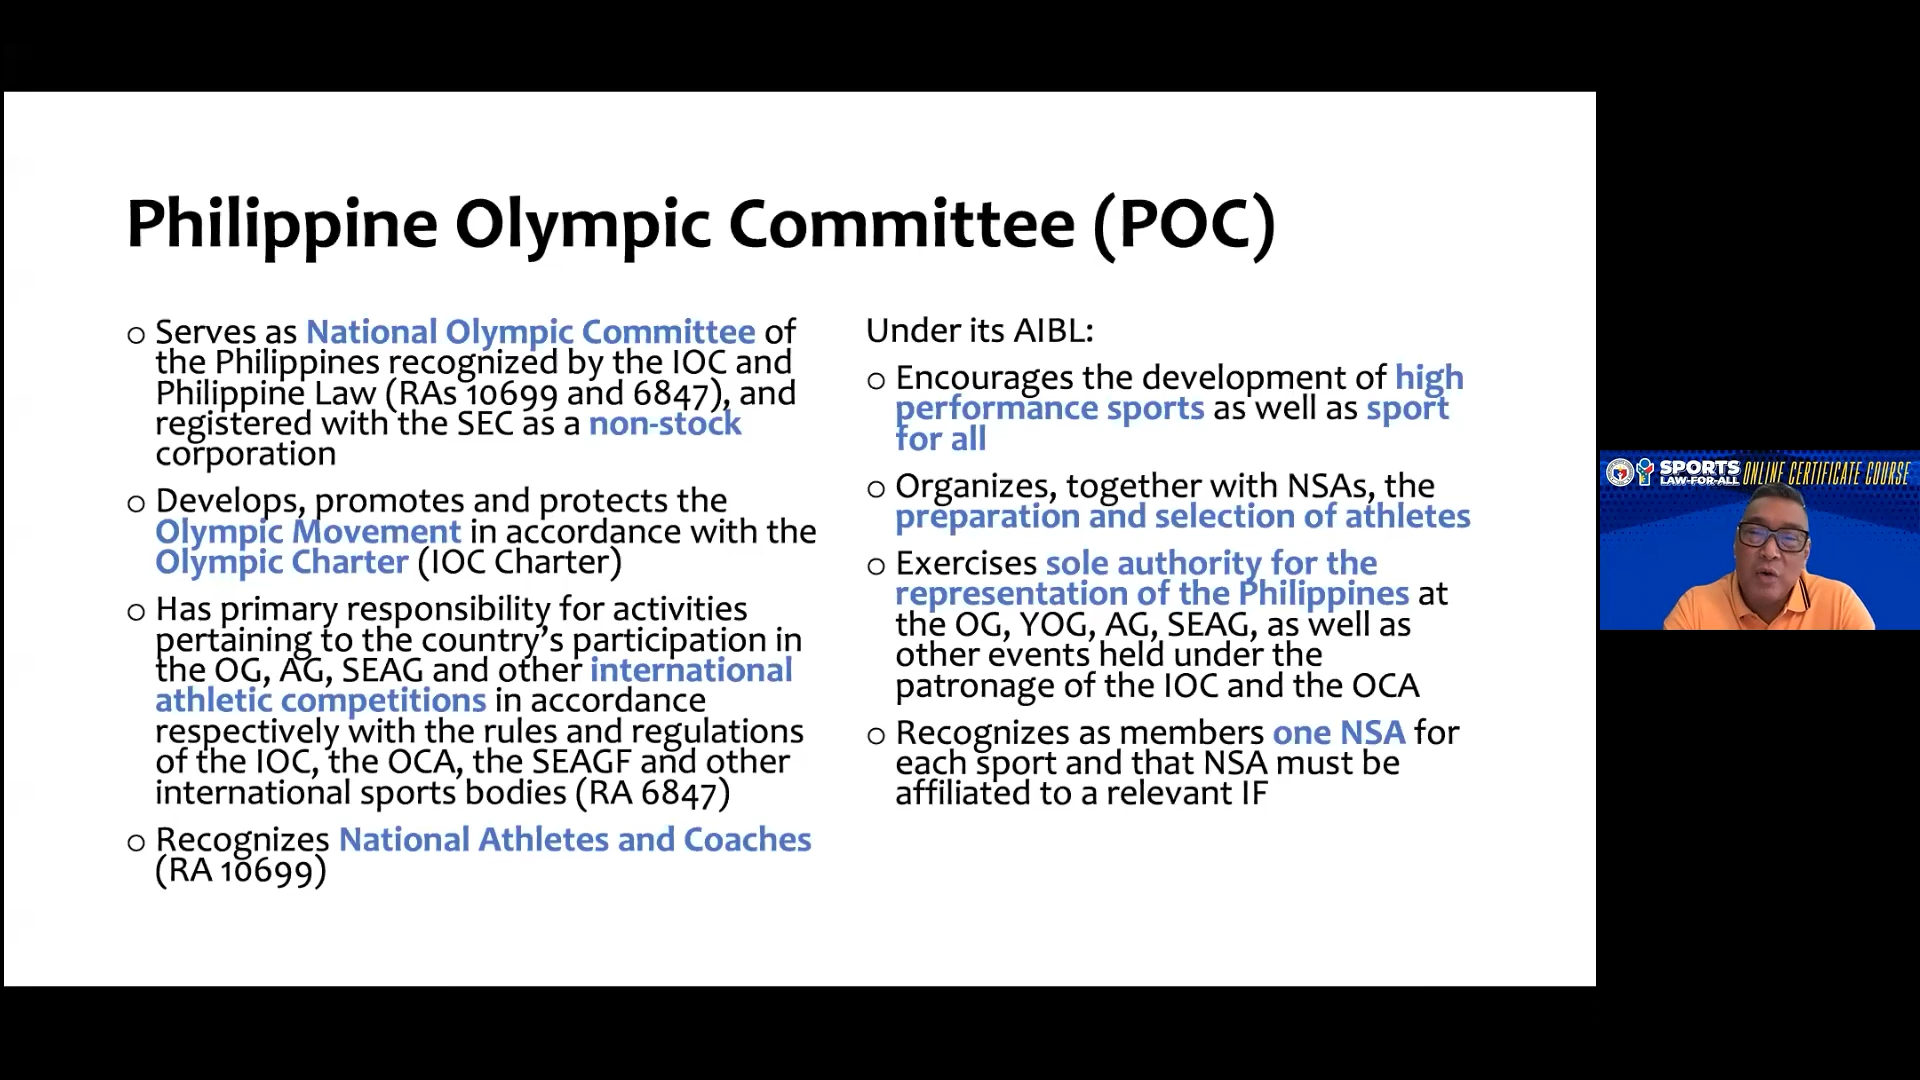 Philippine Olympic Committee (POC)
o Serves as National Olympic Committee of
the Philippines recognized by the IOC and
Philippine Law (RAs 10699 and 6847), and
registered with the SEC as a non-stock
corporation
o Develops, promotes and protects the
Olympic Movement in accordance with the
Olympic Charter (IOC Charter)
o Has primary responsibility for activities
pertaining to the country’s participation in
the OG, AG, SEAG and other international
athletic competitions in accordance
respectively with the rules and regulations
of the IOC, the OCA, the SEAGF and other
international sports bodies (RA 6847)
o Recognizes National Athletes and Coaches
(RA 10699)
Under its AIBL:
o Encourages the development of high
performance sports as well as sport
for all
o Organizes, together with NSAs, the
preparation and selection of athletes
o Exercises sole authority for the
representation of the Philippines at
the OG, YOG, AG, SEAG, as well as
other events held under the
patronage of the IOC and the OCA
o Recognizes as members one NSA for
each sport and that NSA must be
affiliated to a relevant IF
SPORTS
LAW-FOR-ALL
ONLINE CERTIFICATE COURSE